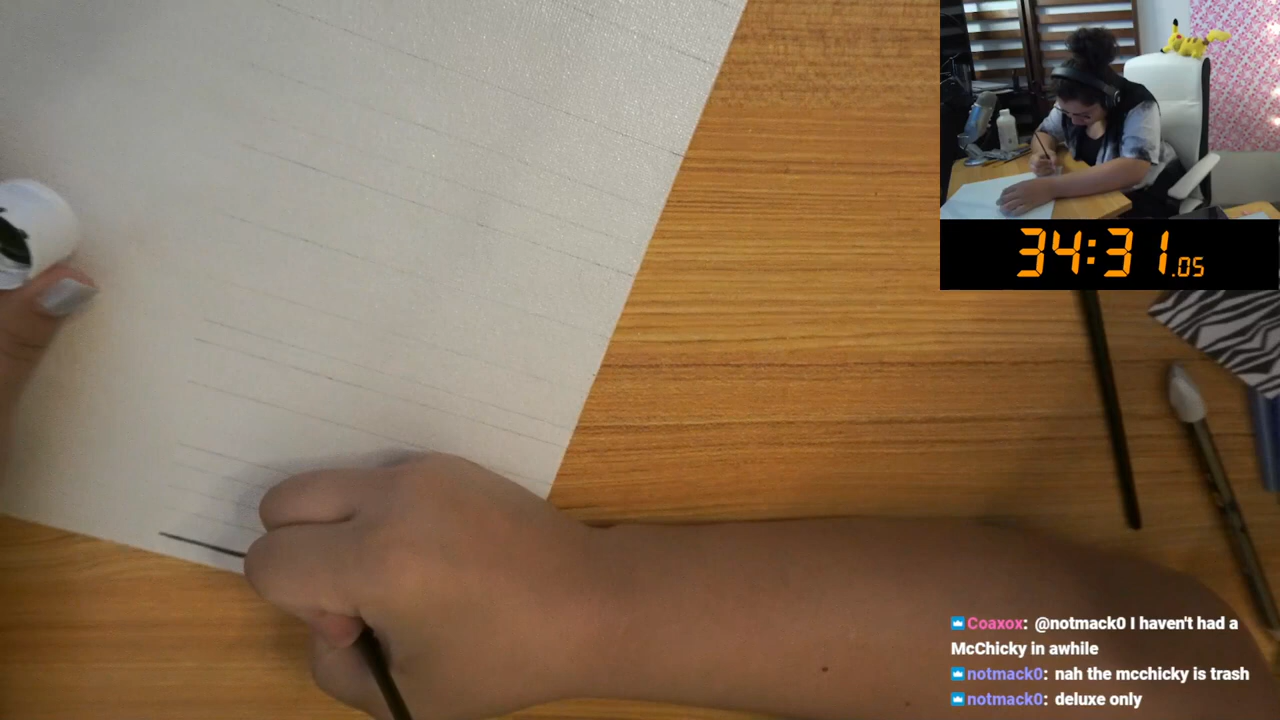 34:31.05
Coaxox: @notmack0 I haven't had a
McChicky in awhile
notmack0: nah the mcchicky is trash
notmack0: deluxe only